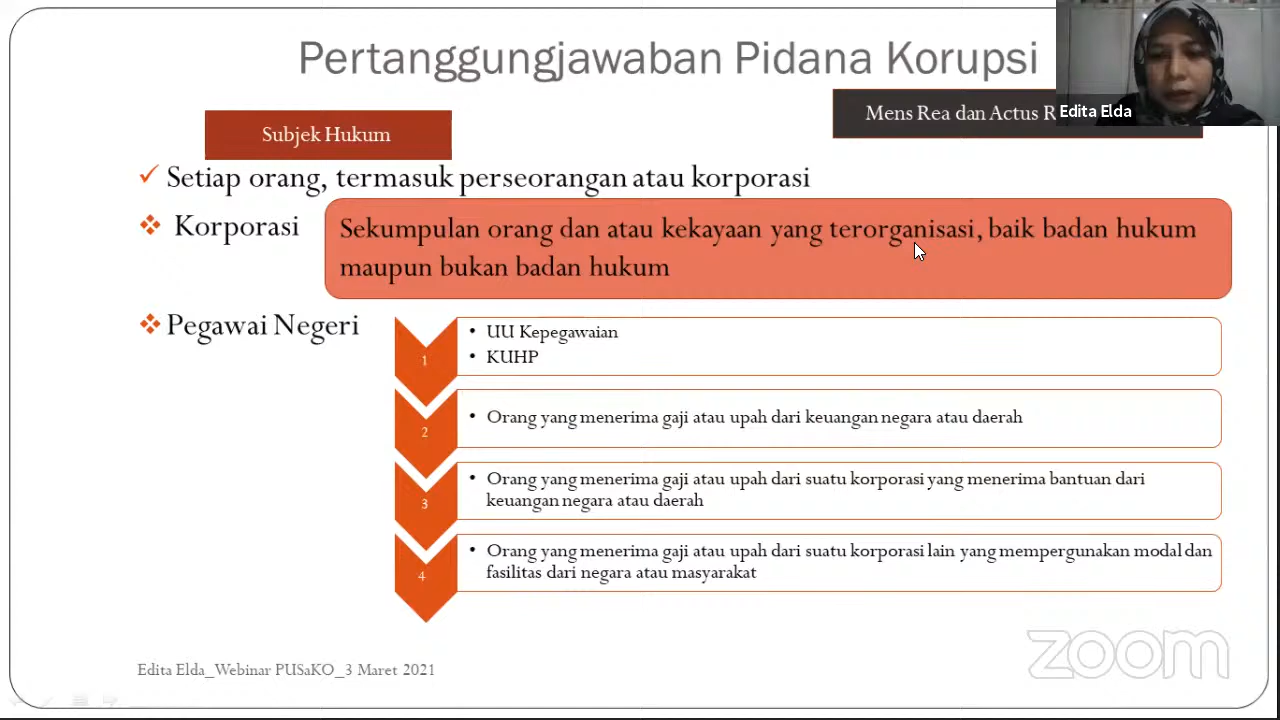 Pertanggungjawaban Pidana Korupsi
Subjek Hukum
Mens Rea dan Actus R
Edita Elda
✓ Setiap orang, termasuk perseorangan atau korporasi
❖ Korporasi
Sekumpulan orang dan atau kekayaan yang terorganisasi, baik badan hukum
maupun bukan badan hukum
❖ Pegawai Negeri
1
• UU Kepegawaian
• KUHP
2
• Orang yang menerima gaji atau upah dari keuangan negara atau daerah
3
• Orang yang menerima gaji atau upah dari suatu korporasi yang menerima bantuan dari
keuangan negara atau daerah
4
• Orang yang menerima gaji atau upah dari suatu korporasi lain yang mempergunakan modal dan
fasilitas dari negara atau masyarakat
Edita Elda_Webinar PUSaKO_3 Maret 2021
zoom